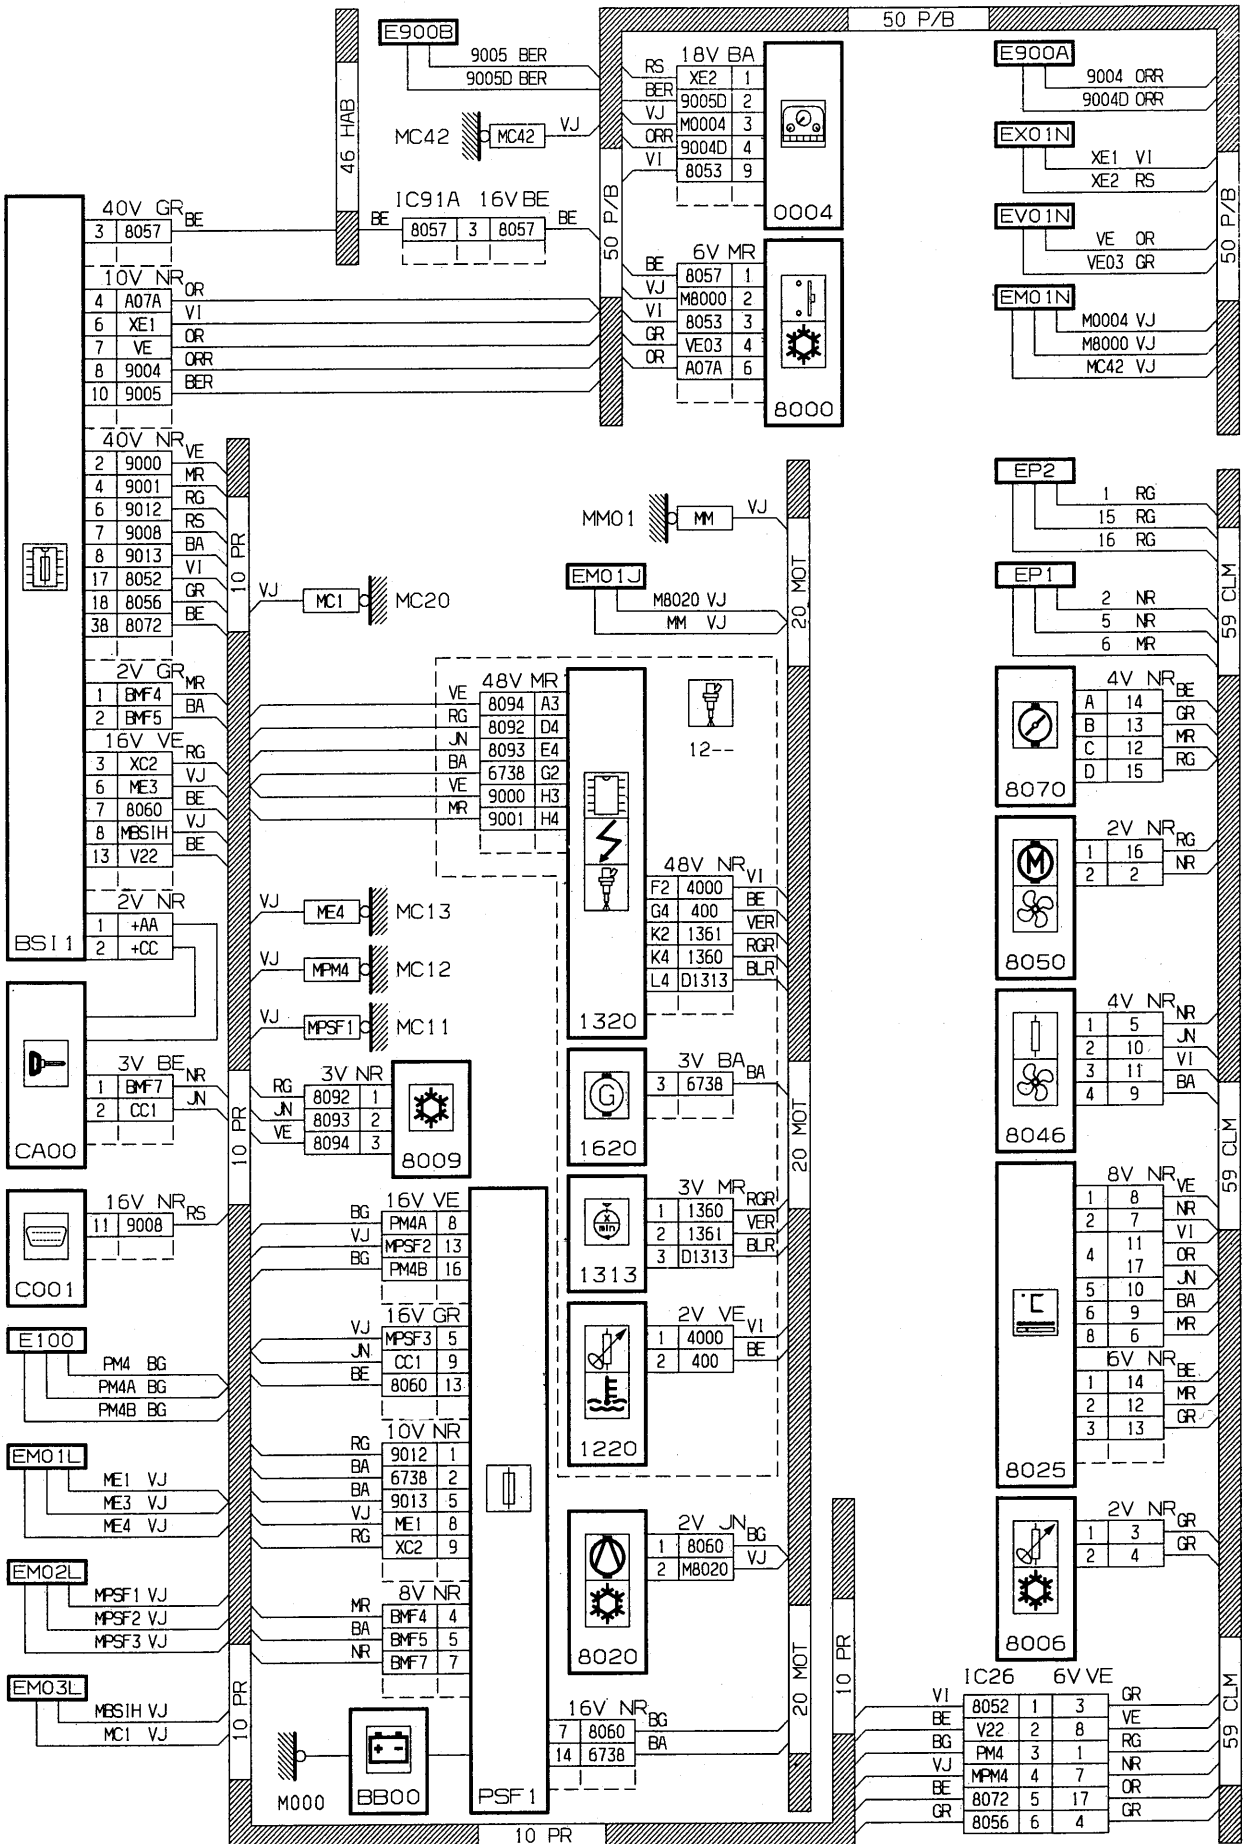 50 P/B
E900B
9005 BER
9005D BER
46 HAB
MC42
MC42
VJ
18V BA
RS XE2 1
BER 9005D 2
VJ M0004 3
ORR 9004D 4
VI 8053 9
0004
E900A
9004 ORR
9004D ORR
EX01N
XE1 VI
XE2 RS
EV01N
VE OR
VE03 GR
50 P/B
EM01N
M0004 VJ
M8000 VJ
MC42 VJ
40V GR
3 8057 BE
IC91A 16V BE
BE 8057 3 8057 BE
50 P/B
6V MR
BE 8057 1
VJ M8000 2
VI 8053 3
GR VE03 4
OR A07A 6
8000
10V NR
4 A07A OR
6 XE1 VI
7 VE OR
8 9004 ORR
10 9005 BER
40V NR
2 9000 VE
4 9001 MR
6 9012 RG
7 9008 RS
8 9013 BA
17 8052 VI
18 8056 GR
38 8072 BE
10 PR
2V GR
1 BMF4 MR
2 BMF5 BA
16V VE
3 XC2 RG
6 ME3 VJ
7 8060 BE
8 MBSIH VJ
13 V22 BE
2V NR
1 +AA
2 +CC
BSI1
VJ MC1 MC20
MM01 MM VJ
EM01J
M8020 VJ
MM VJ
20 MOT
EP2
1 RG
15 RG
16 RG
EP1
2 NR
5 NR
6 MR
59 CLM
48V MR
VE 8094 A3
RG 8092 D4
JN 8093 E4
BA 6738 G2
VE 9000 H3
MR 9001 H4
12--
48V NR
F2 4000 VI
G4 400 BE
K2 1361 VER
K4 1360 RGR
L4 D1313 BLR
1320
4V NR
A 14 BE
B 13 GR
C 12 MR
D 15 RG
8070
M
2V NR
1 16 RG
2 2 NR
8050
VJ ME4 MC13
VJ MPM4 MC12
VJ MPSF1 MC11
3V BE
1 BMF7 NR
2 CC1 JN
CA00
10 PR
3V NR
RG 8092 1
JN 8093 2
VE 8094 3
8009
G
3V BA
3 6738 BA
1620
20 MOT
4V NR
1 5 NR
2 10 JN
3 11 VI
4 9 BA
8046
59 CLM
16V NR
11 9008 RS
C001
16V VE
BG PM4A 8
VJ MPSF2 13
BG PM4B 16
x
min
3V MR
1 1360 RGR
2 1361 VER
3 D1313 BLR
1313
8V NR
1 8 VE
2 7 NR
4 11 VI
17 OR
5 10 JN
6 9 BA
8 6 MR
°C
6V NR
1 14 BE
2 12 MR
3 13 GR
8025
E100
PM4 BG
PM4A BG
PM4B BG
16V GR
VJ MPSF3 5
JN CC1 9
BE 8060 13
2V VE
1 4000 VI
2 400 BE
1220
EM01L
ME1 VJ
ME3 VJ
ME4 VJ
10V NR
RG 9012 1
BA 6738 2
BA 9013 5
VJ ME1 8
RG XC2 9
2V JN
1 8060 BG
2 M8020 VJ
8020
2V NR
1 3 GR
2 4 GR
8006
EM02L
MPSF1 VJ
MPSF2 VJ
MPSF3 VJ
8V NR
MR BMF4 4
BA BMF5 5
NR BMF7 7
EM03L
MBSIH VJ
MC1 VJ
10 PR
M000
+ -
BB00
PSF1
16V NR
7 8060 BG
14 6738 BA
20 MOT
10 PR
IC26 6V VE
VI 8052 1 3 GR
BE V22 2 8 VE
BG PM4 3 1 RG
VJ MPM4 4 7 NR
BE 8072 5 17 OR
GR 8056 6 4 GR
59 CLM
10 PR